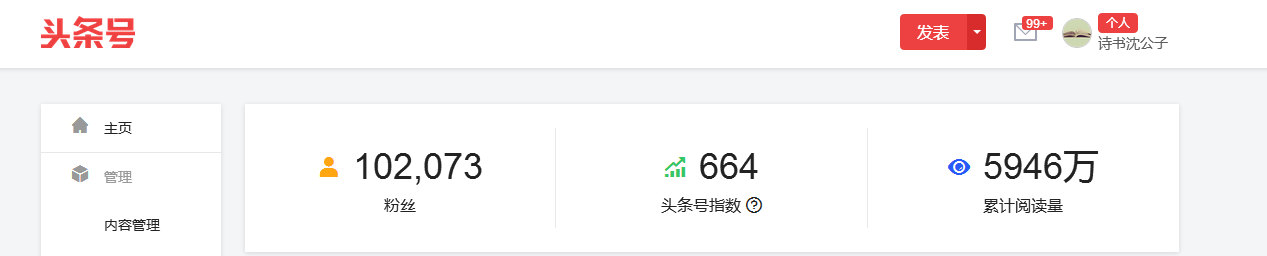 头条号
发表
99+
个人
诗书沈公子
主页
管理
内容管理
102,073
粉丝
664
头条号指数 ?
5946万
累计阅读量